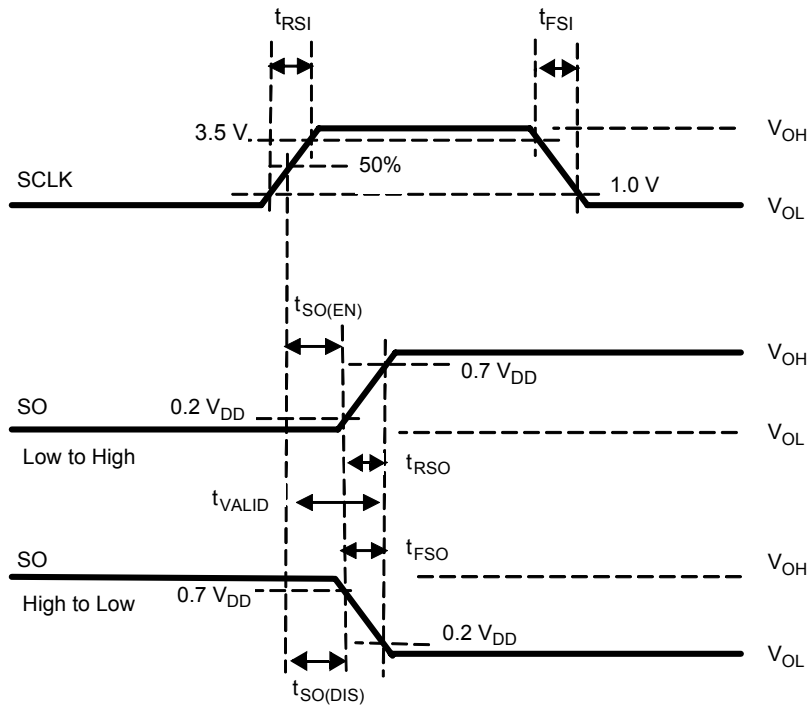 tRSI
tFSI
3.5 V
VOH
50%
SCLK
1.0 V
VOL
tSO(EN)
VOH
0.7 VDD
SO
0.2 VDD
Low to High
VOL
tRSO
tVALID
tFSO
SO
VOH
High to Low
0.7 VDD
0.2 VDD
VOL
tSO(DIS)